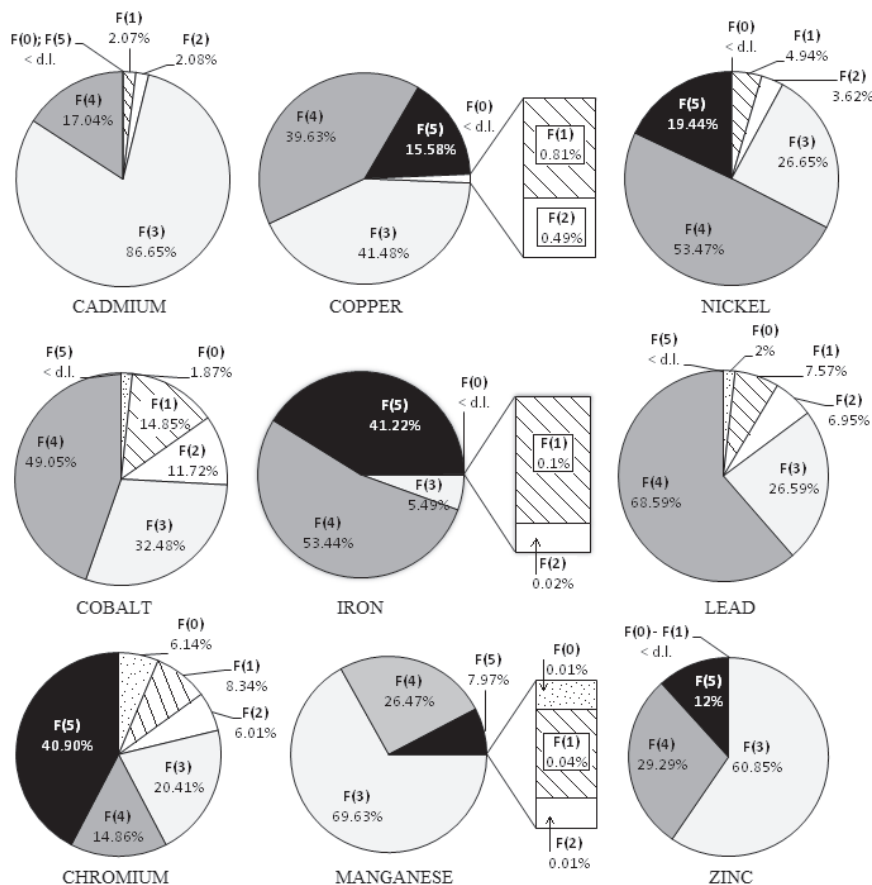 F(0); F(5)
< d.l.
F(1)
2.07%
F(2)
2.08%
F(4)
17.04%
F(3)
86.65%
CADMIUM
F(4)
39.63%
F(5)
15.58%
F(0)
< d.l.
F(1)
0.81%
F(2)
0.49%
F(3)
41.48%
COPPER
F(0)
< d.l.
F(1)
4.94%
F(2)
3.62%
F(5)
19.44%
F(3)
26.65%
F(4)
53.47%
NICKEL
F(5)
< d.l.
F(0)
1.87%
F(1)
14.85%
F(2)
11.72%
F(4)
49.05%
F(3)
32.48%
COBALT
F(5)
41.22%
F(0)
< d.l.
F(1)
0.1%
F(3)
5.49%
F(4)
53.44%
F(2)
0.02%
IRON
F(5)
< d.l.
F(0)
2%
F(1)
7.57%
F(2)
6.95%
F(4)
68.59%
F(3)
26.59%
LEAD
F(0)
6.14%
F(1)
8.34%
F(2)
6.01%
F(5)
40.90%
F(3)
20.41%
F(4)
14.86%
CHROMIUM
F(4)
26.47%
F(5)
7.97%
F(0)
0.01%
F(1)
0.04%
F(3)
69.63%
F(2)
0.01%
MANGANESE
F(0)- F(1)
< d.l.
F(5)
12%
F(4)
29.29%
F(3)
60.85%
ZINC